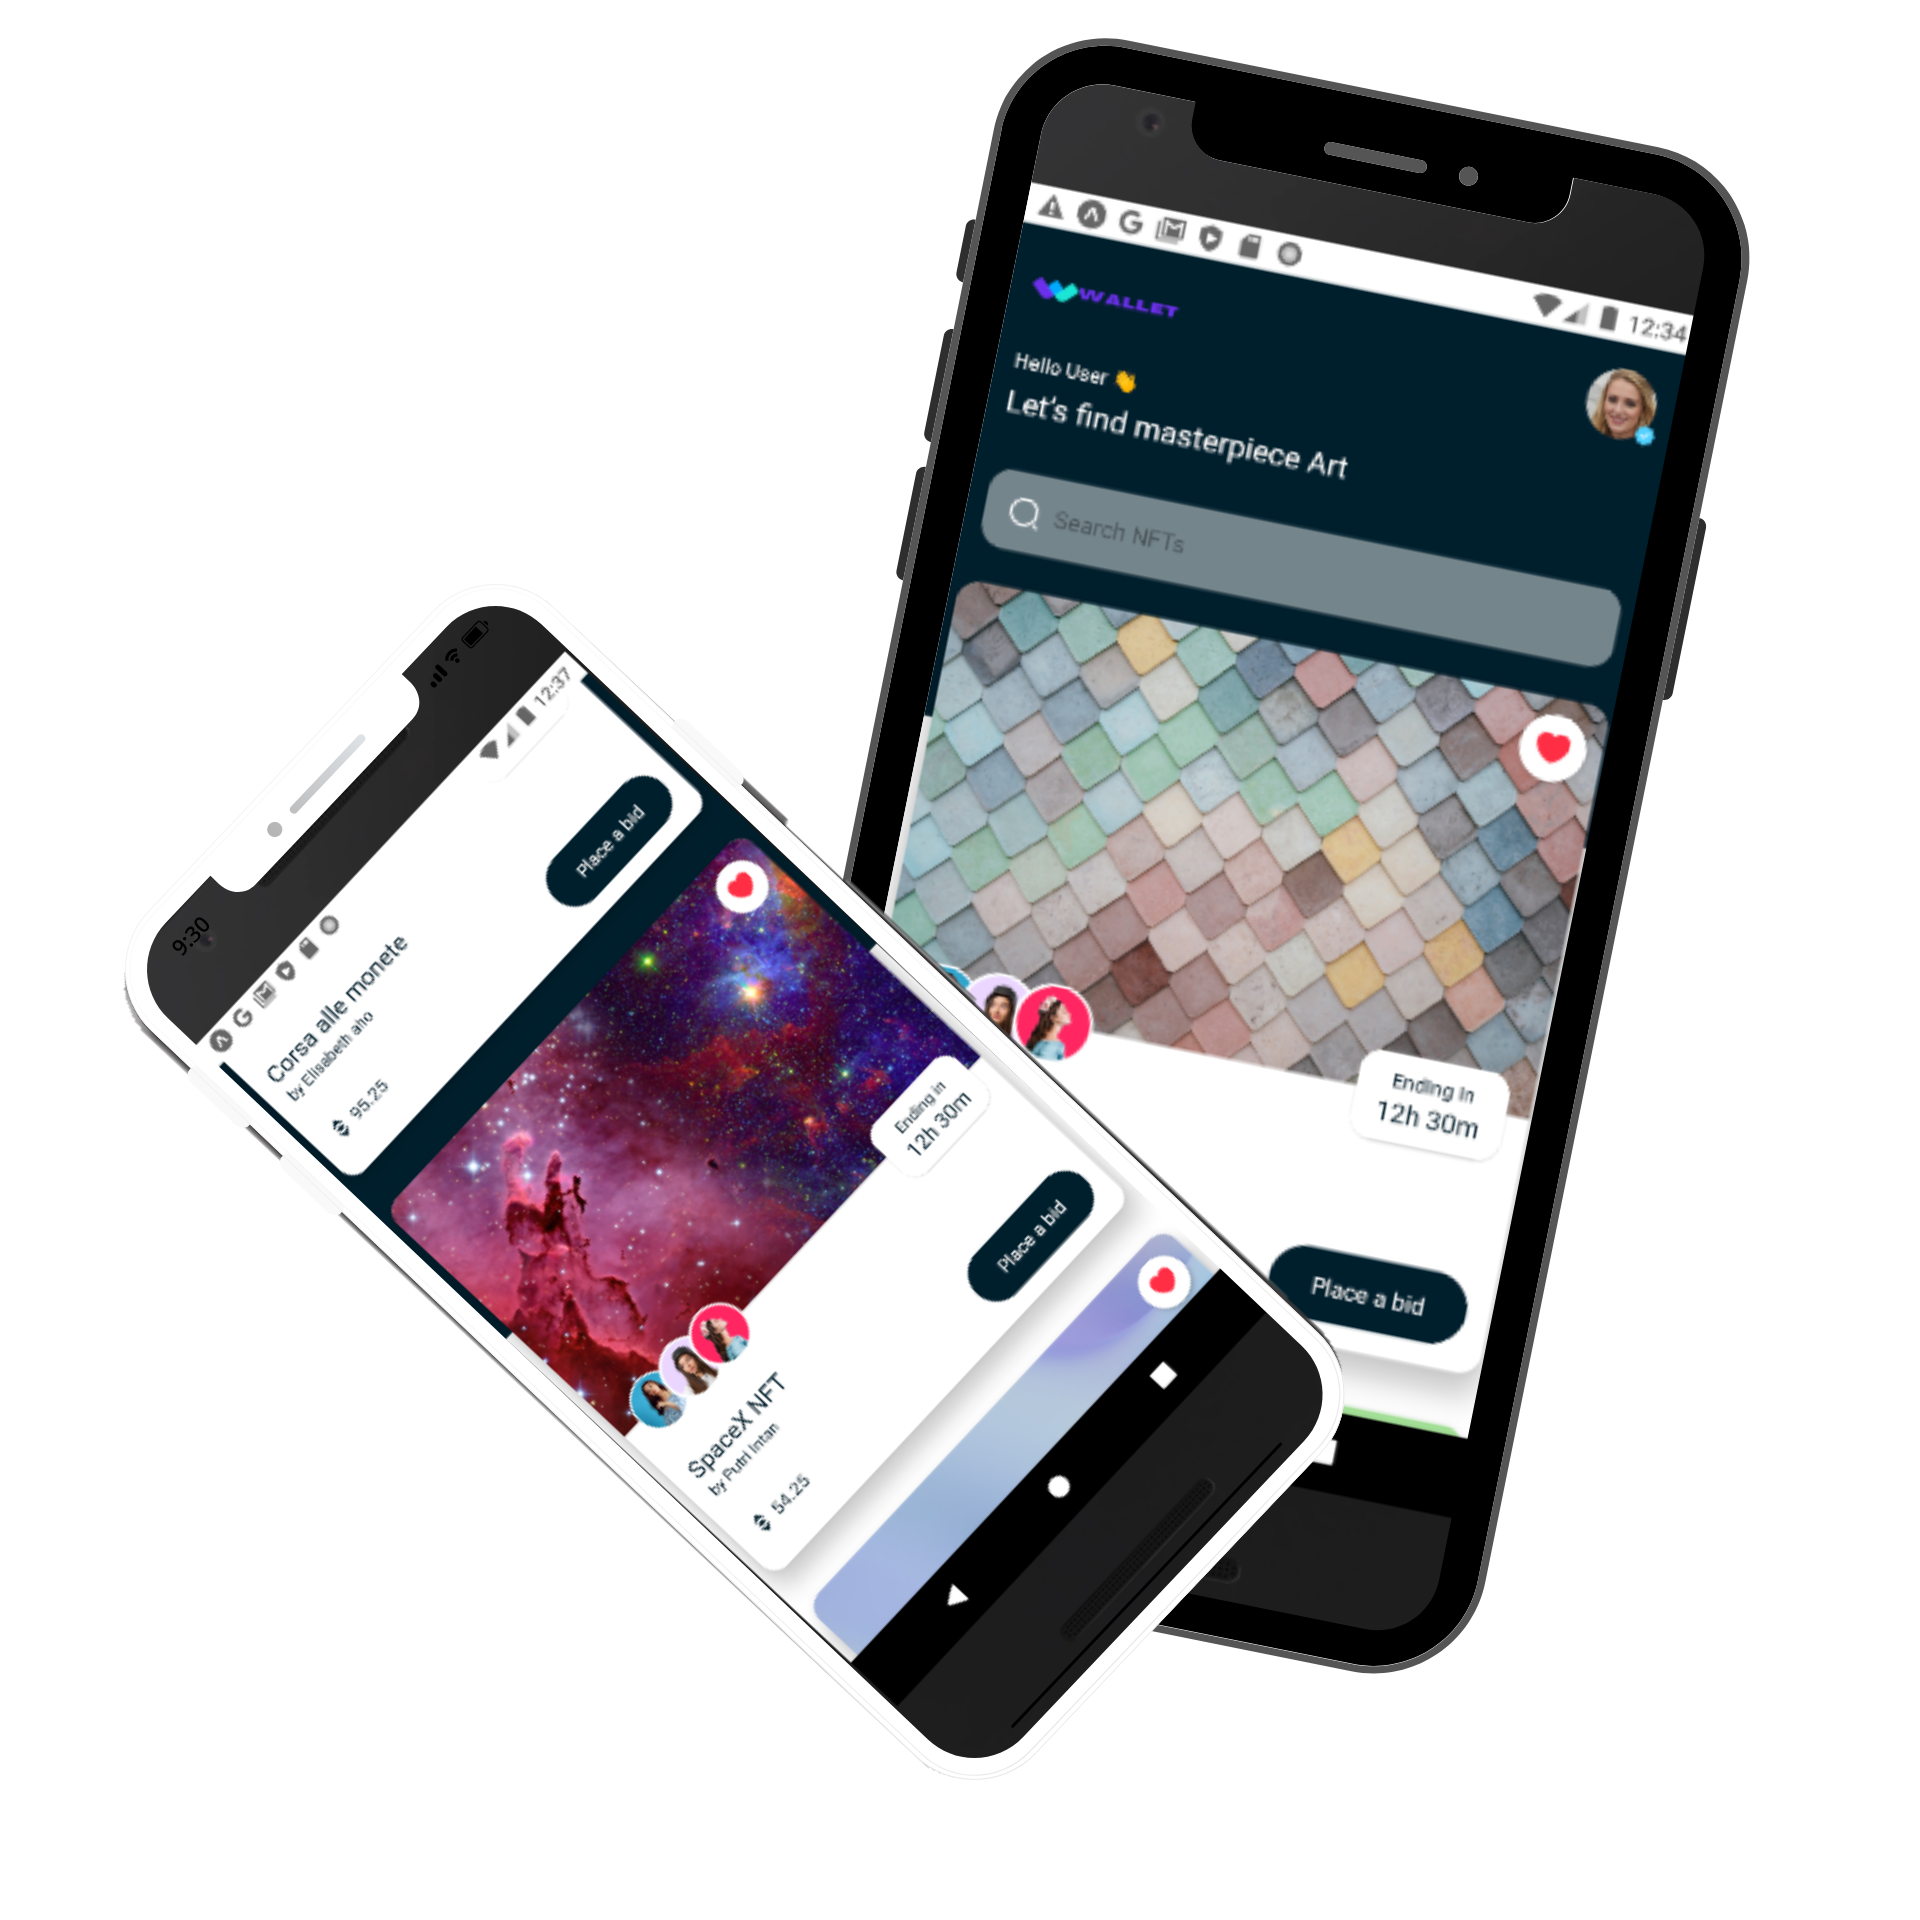 12:34
WALLET
Hello User 👋
Let's find masterpiece Art
Search NFTs
Ending in
12h 30m
Place a bid
9:30
12:37
Corsa alle monete
by Elisabeth aho
95.25
Place a bid
Ending in
12h 30m
SpaceX NFT
by Putri Intan
54.25
Place a bid